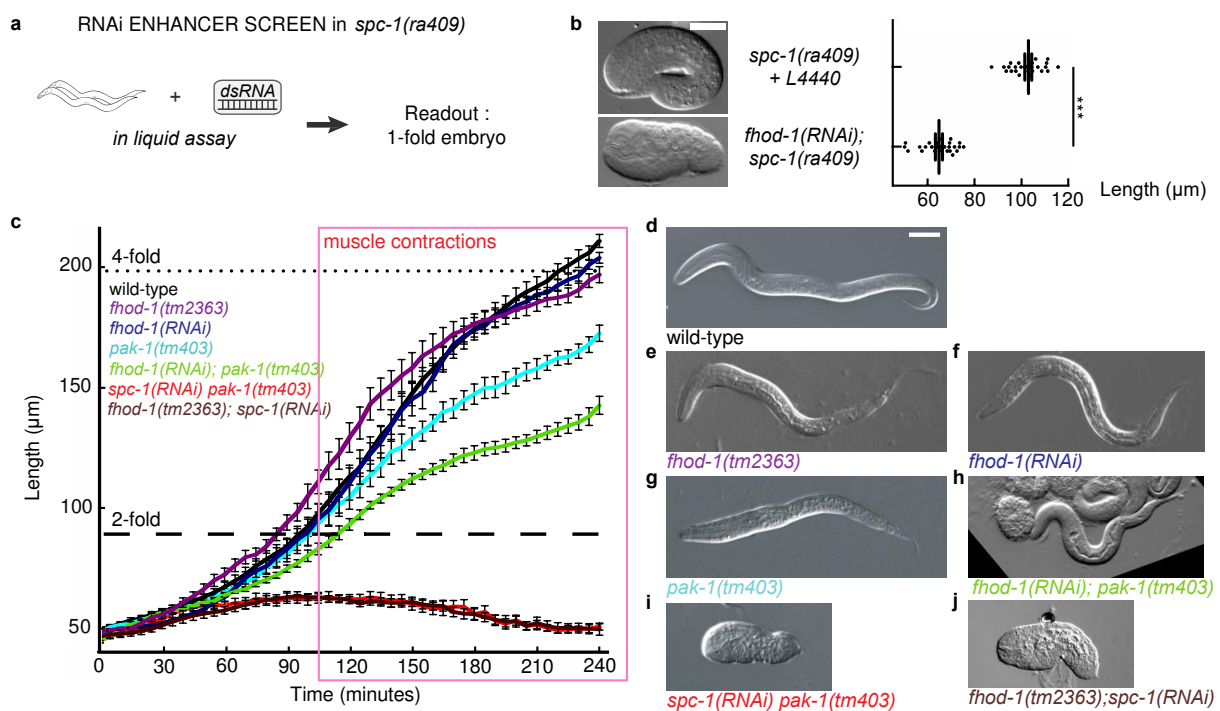 a
RNAi ENHANCER SCREEN in spc-1(ra409)
+
dsRNA
in liquid assay
Readout :
1-fold embryo
b
spc-1(ra409)
+ L4440
fhod-1(RNAi);
spc-1(ra409)
***
60 80 100 120
Length (µm)
c
muscle contractions
4-fold
wild-type
fhod-1(tm2363)
fhod-1(RNAi)
pak-1(tm403)
fhod-1(RNAi); pak-1(tm403)
spc-1(RNAi) pak-1(tm403)
fhod-1(tm2363); spc-1(RNAi)
2-fold
200
150
100
50
Length (µm)
0 30 60 90 120 150 180 210 240
Time (minutes)
d
wild-type
e
fhod-1(tm2363)
f
fhod-1(RNAi)
g
pak-1(tm403)
h
fhod-1(RNAi); pak-1(tm403)
i
spc-1(RNAi) pak-1(tm403)
j
fhod-1(tm2363);spc-1(RNAi)